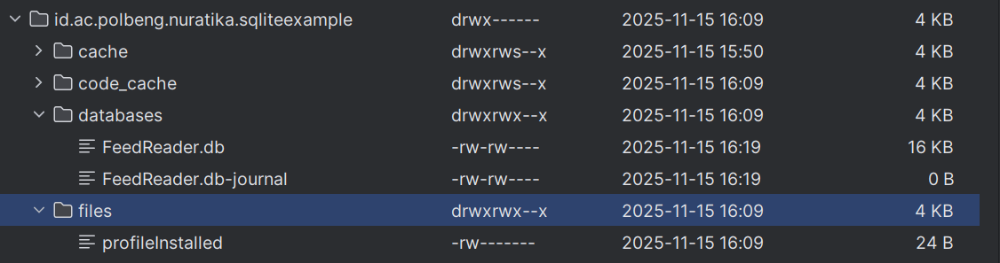 id.ac.polbeng.nuratika.sqliteexample drwx------ 2025-11-15 16:09 4 KB
cache drwxrws--x 2025-11-15 15:50 4 KB
code_cache drwxrws--x 2025-11-15 16:09 4 KB
databases drwxrwx--x 2025-11-15 16:09 4 KB
FeedReader.db -rw-rw---- 2025-11-15 16:19 16 KB
FeedReader.db-journal -rw-rw---- 2025-11-15 16:19 0 B
files drwxrwx--x 2025-11-15 16:09 4 KB
profileInstalled -rw------- 2025-11-15 16:09 24 B